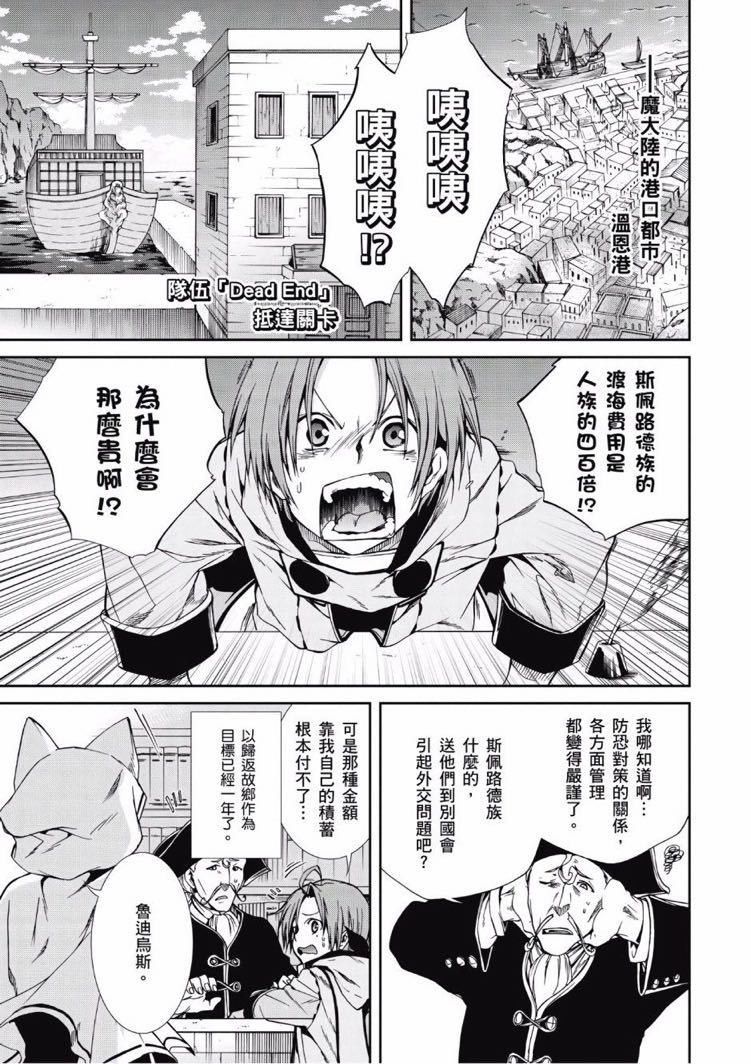 ——魔大陸的港口都市
溫恩港
咦咦咦
咦咦咦!?
隊伍「Dead End」
抵達關卡
斯佩路德族的
渡海費用是
人族的四百倍!?
為什麼會
那麼貴啊!?
我哪知道啊…
防恐對策的關係，
各方面管理
都變得嚴謹了。
斯佩路德族
什麼的，
送他們到別國會
引起外交問題吧？
可是那種金額
靠我自己的積蓄
根本付不了…
以歸返故鄉作為
目標已經一年了。
魯迪烏斯。